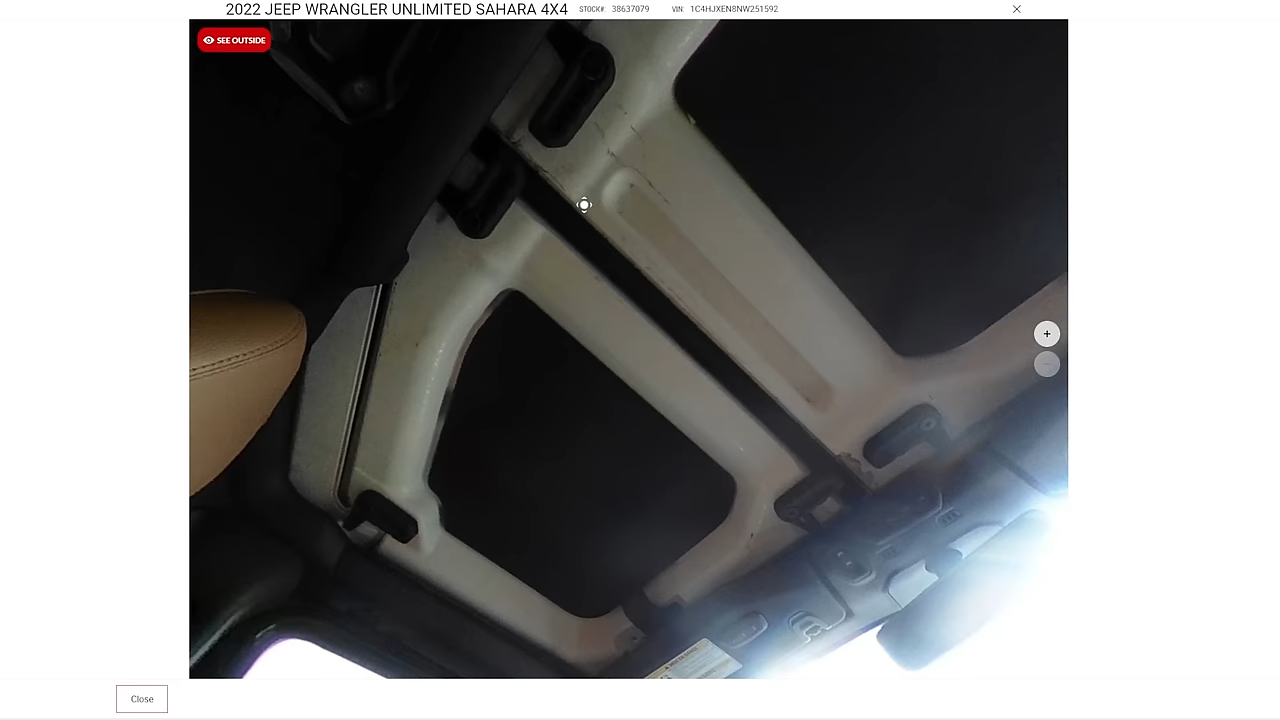 2022 JEEP WRANGLER UNLIMITED SAHARA 4X4 STOCK#: 38637079 VIN: 1C4HJXEN8NW251592
SEE OUTSIDE
Close